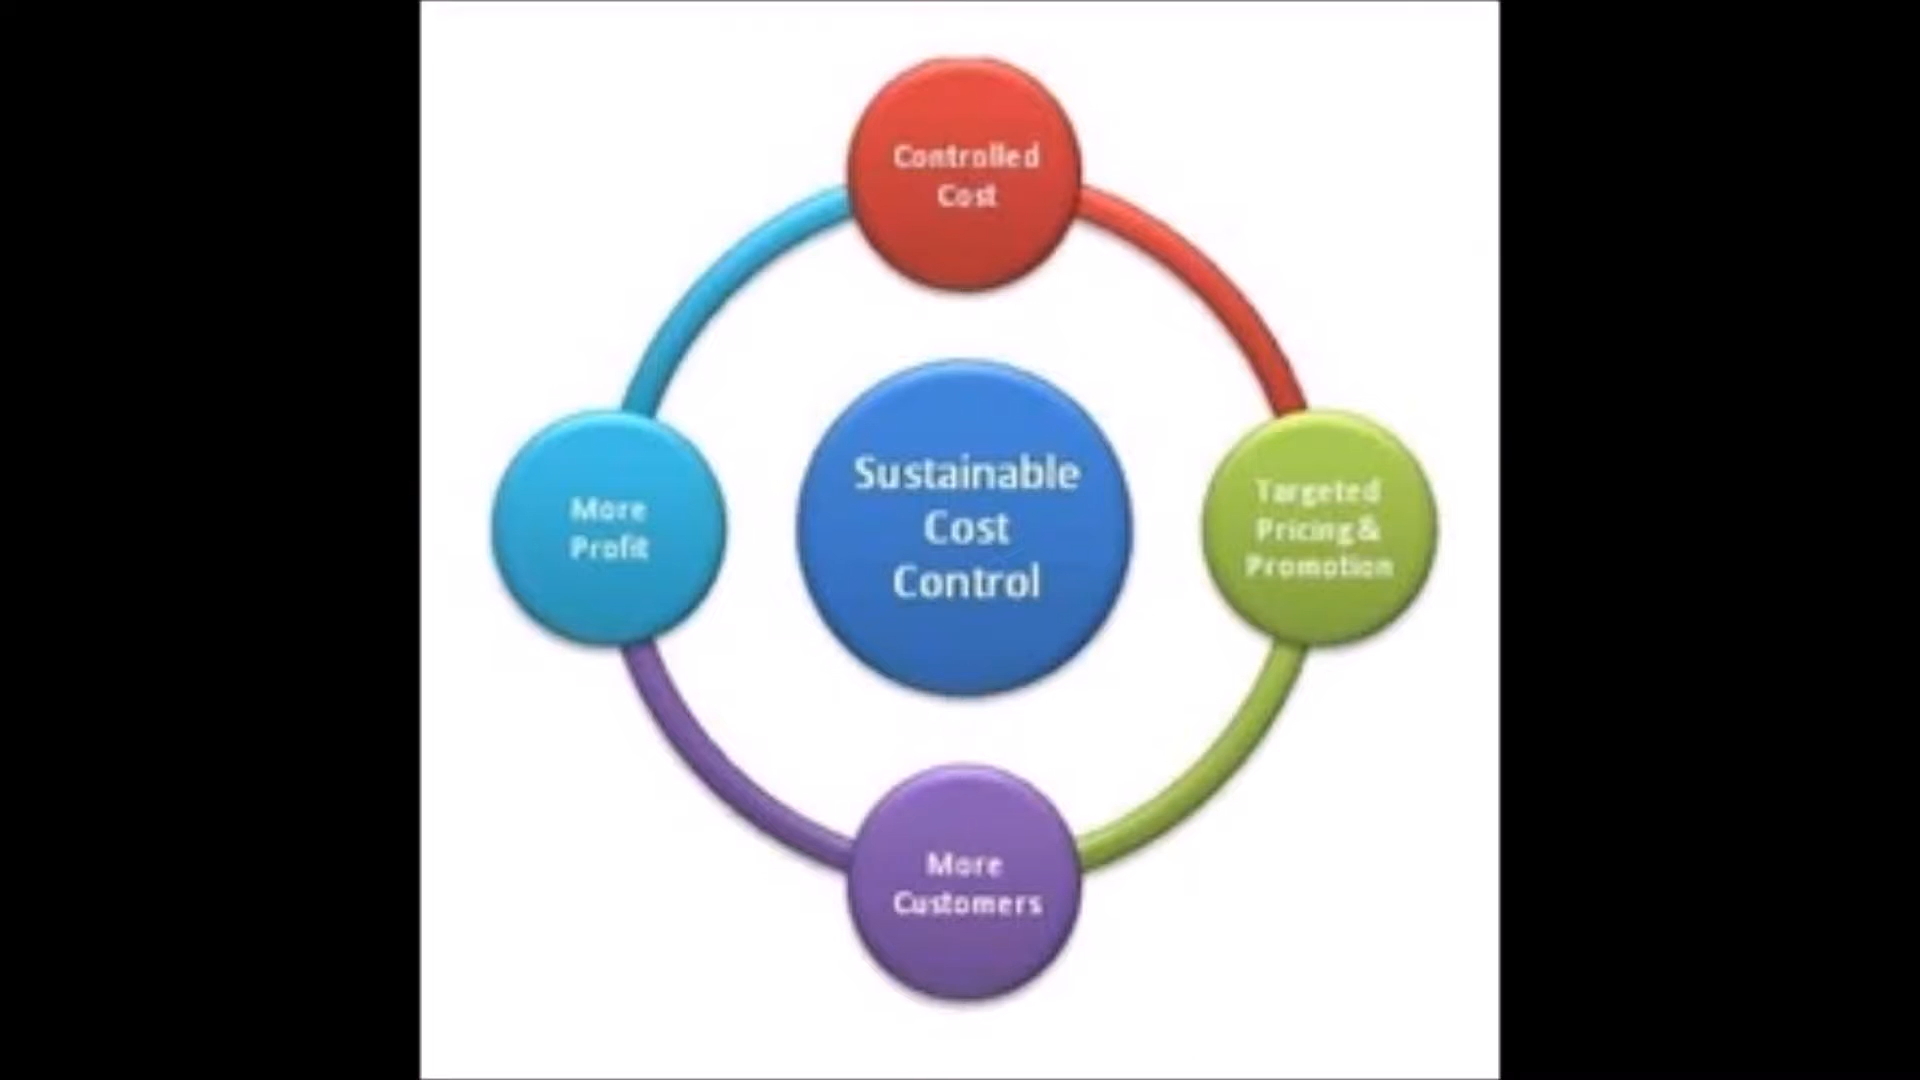 Controlled
Cost
Sustainable
Cost
Control
More
Profit
Targeted
Pricing &
Promotion
More
Customers